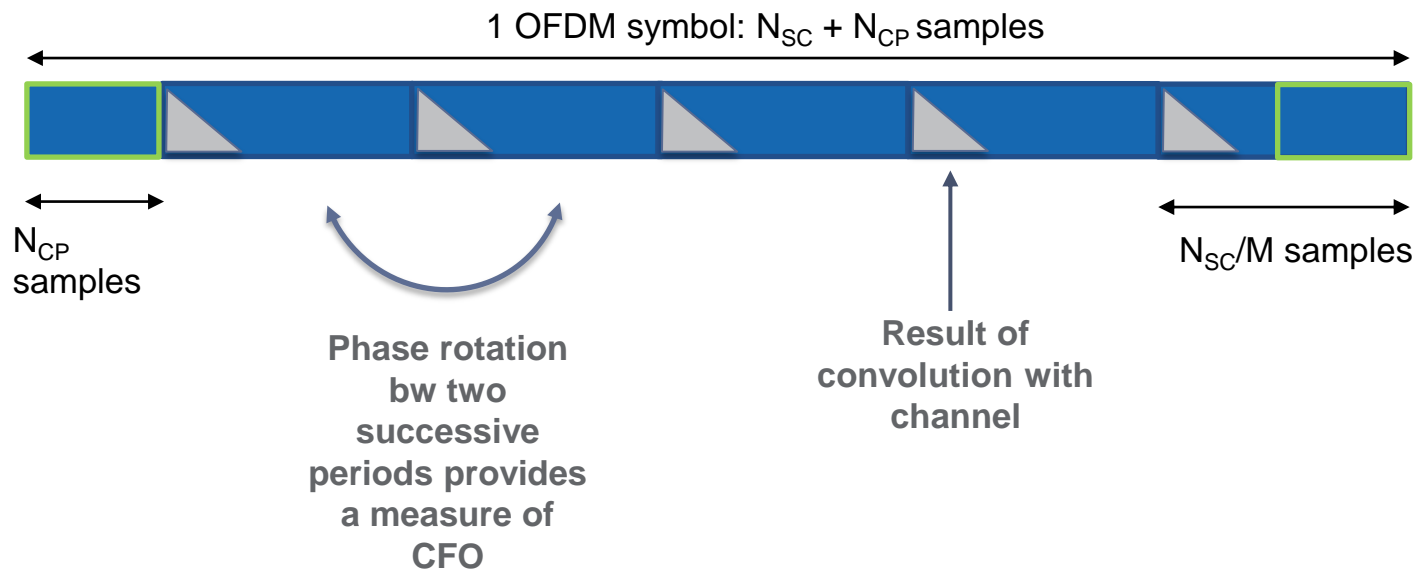 1 OFDM symbol: NSC + NCP samples
NCP
samples
NSC/M samples
Phase rotation
bw two
successive
periods provides
a measure of
CFO
Result of
convolution with
channel